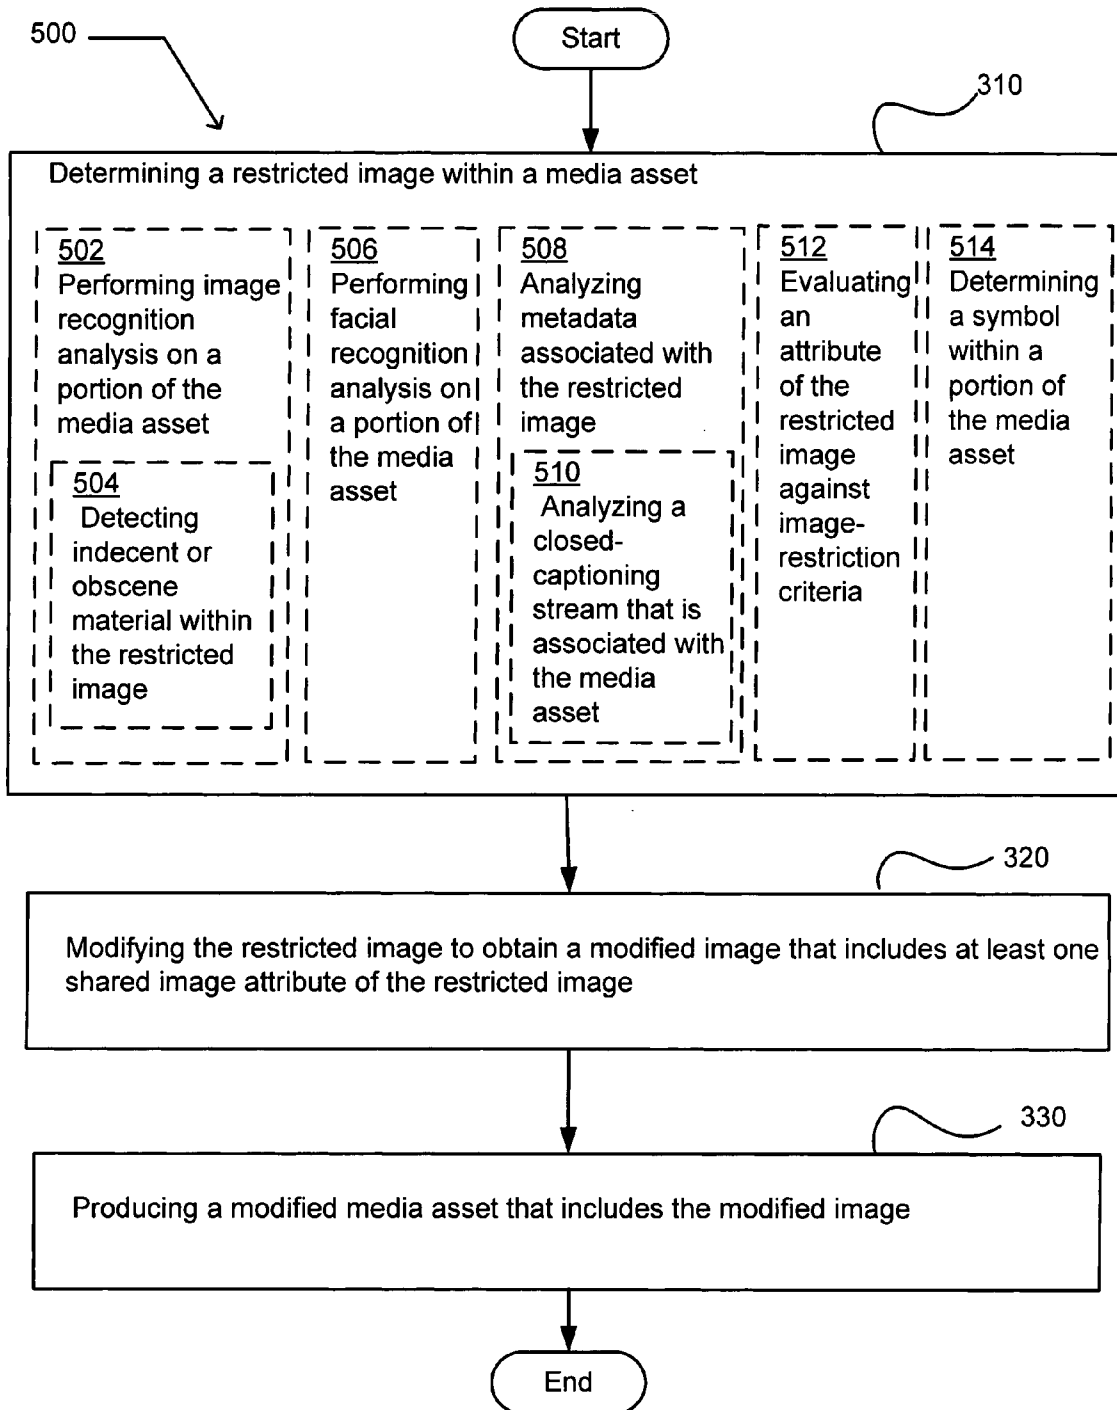 500
Start
310
Determining a restricted image within a media asset
502
Performing image
recognition
analysis on a
portion of the
media asset
504
Detecting
indecent or
obscene
material within
the restricted
image
506
Performing
facial
recognition
analysis on
a portion of
the media
asset
508
Analyzing
metadata
associated with
the restricted
image
510
Analyzing a
closed-
captioning
stream that is
associated with
the media
asset
512
Evaluating
an
attribute
of the
restricted
image
against
image-
restriction
criteria
514
Determining
a symbol
within a
portion of
the media
asset
320
Modifying the restricted image to obtain a modified image that includes at least one
shared image attribute of the restricted image
330
Producing a modified media asset that includes the modified image
End